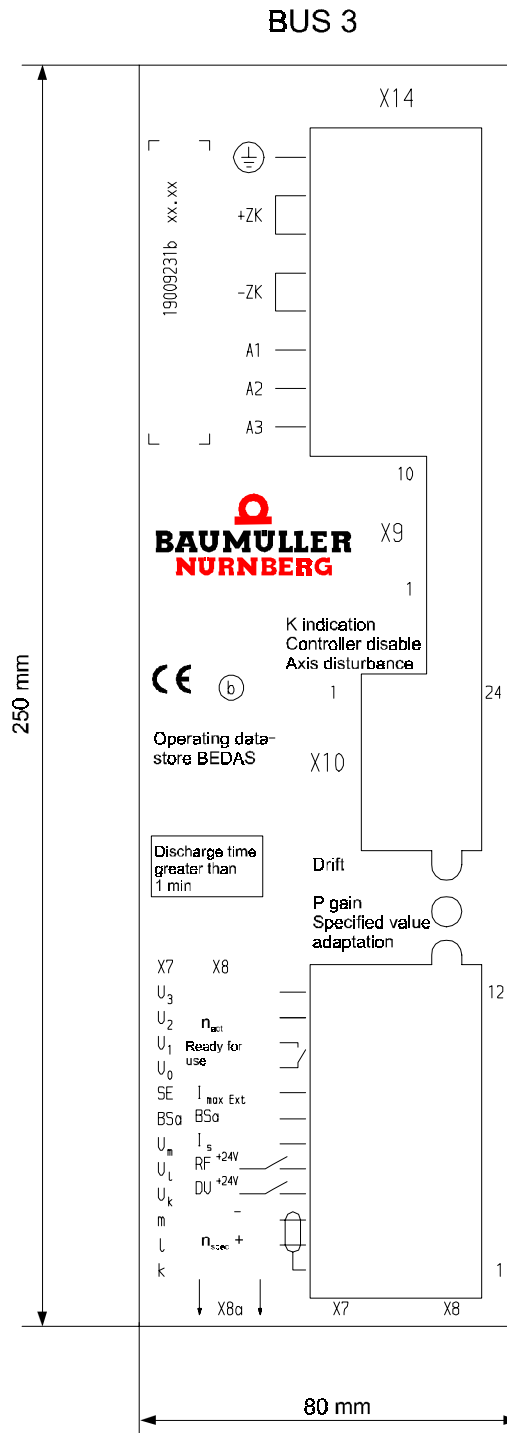 BUS 3
X14
19009231b xx.xx
+ZK
-ZK
A1
A2
A3
10
BAUMÜLLER
NÜRNBERG
X9
1
K indication
Controller disable
Axis disturbance
CE
b
1
24
250 mm
Operating data-
store BEDAS
X10
Discharge time
greater than
1 min
Drift
P gain
Specified value
adaptation
X7 X8
12
U3
U2 nact
U1 Ready for
use
U0
SE Imax Ext
BSa BSa
Um Is
Ul RF +24V
Uk DV +24V
m -
l nspec +
k
1
X8a
X7
X8
80 mm